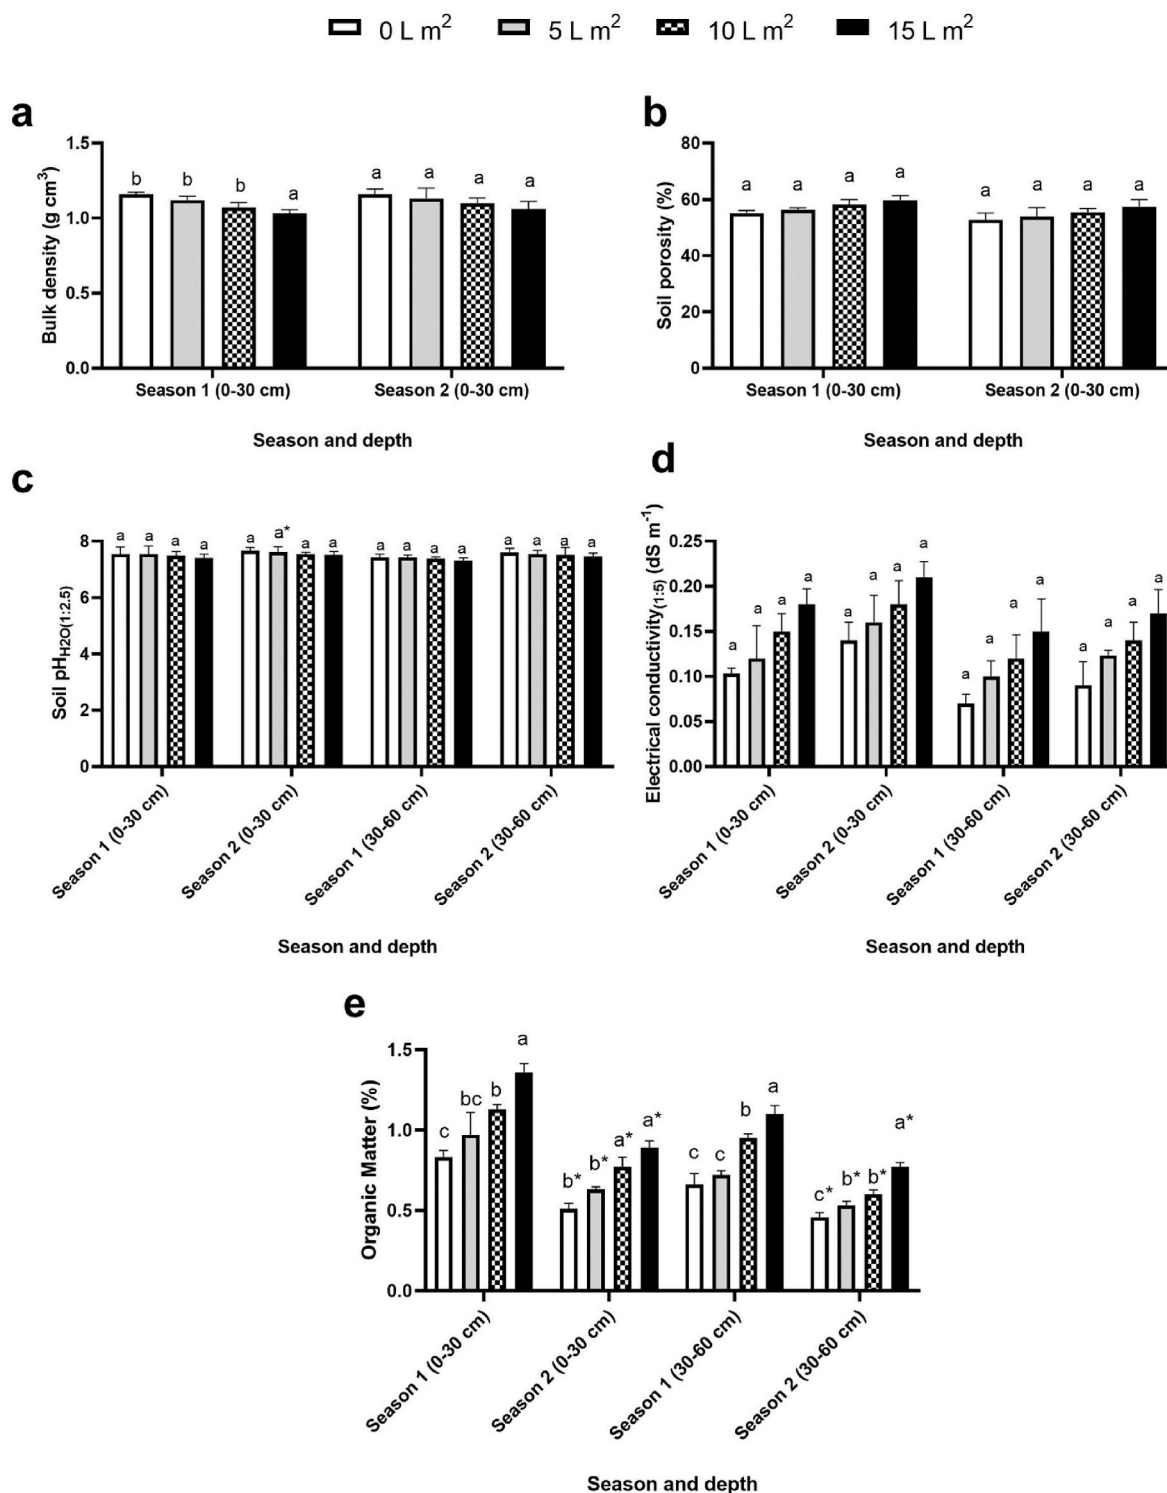 0 L m² 5 L m² 10 L m² 15 L m²
a
Bulk density (g cm³)
1.5
1.0
0.5
0.0
b b b a a a a a
Season 1 (0-30 cm) Season 2 (0-30 cm)
Season and depth
b
Soil porosity (%)
80
60
40
20
0
a a a a a a a a
Season 1 (0-30 cm) Season 2 (0-30 cm)
Season and depth
c
Soil pH H2O(1:2.5)
8
6
4
2
0
a a a a a a* a a a a a a a a a a
Season 1 (0-30 cm)
Season 2 (0-30 cm)
Season 1 (30-60 cm)
Season 2 (30-60 cm)
Season and depth
d
Electrical conductivity(1:5) (dS m⁻¹)
0.25
0.20
0.15
0.10
0.05
0.00
a a a a a a a a a a a a a a a a
Season 1 (0-30 cm)
Season 2 (0-30 cm)
Season 1 (30-60 cm)
Season 2 (30-60 cm)
Season and depth
e
Organic Matter (%)
1.5
1.0
0.5
0.0
c bc b a b* b* a* a* c c b a c* b* b* a*
Season 1 (0-30 cm)
Season 2 (0-30 cm)
Season 1 (30-60 cm)
Season 2 (30-60 cm)
Season and depth